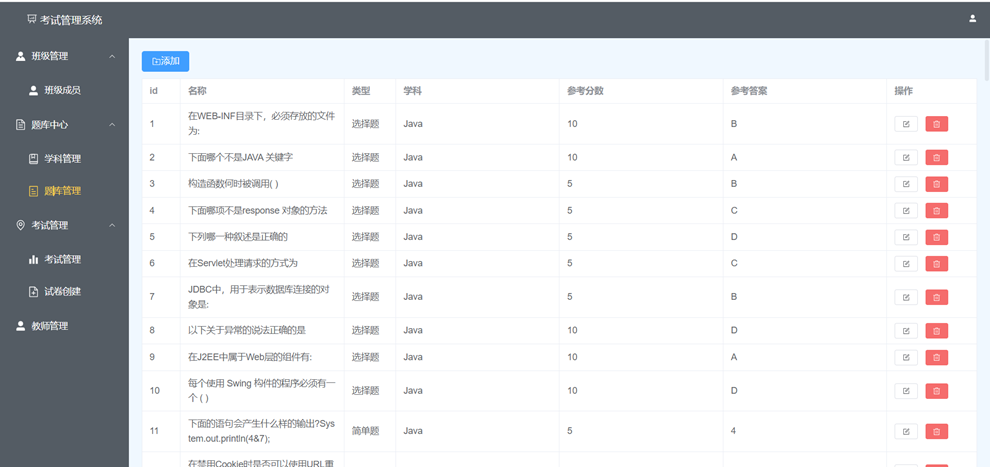 考试管理系统
班级管理
班级成员
题库中心
学科管理
题库管理
考试管理
考试管理
试卷创建
教师管理
添加
id 名称 类型 学科 参考分数 参考答案 操作
1 在WEB-INF目录下，必须存放的文件 选择题 Java 10 B
为:
2 下面哪个不是JAVA 关键字 选择题 Java 10 A
3 构造函数何时被调用( ) 选择题 Java 5 B
4 下面哪项不是response 对象的方法 选择题 Java 5 C
5 下列哪一种叙述是正确的 选择题 Java 5 D
6 在Servlet处理请求的方式为 选择题 Java 5 C
7 JDBC中，用于表示数据库连接的对 选择题 Java 5 B
象是:
8 以下关于异常的说法正确的是 选择题 Java 10 D
9 在J2EE中属于Web层的组件有: 选择题 Java 10 A
10 每个使用 Swing 构件的程序必须有一 选择题 Java 10 D
个 ( )
11 下面的语句会产生什么样的输出?Sys 简单题 Java 5 4
tem.out.println(4&7);
在禁用Cookie时是否可以使用URL重